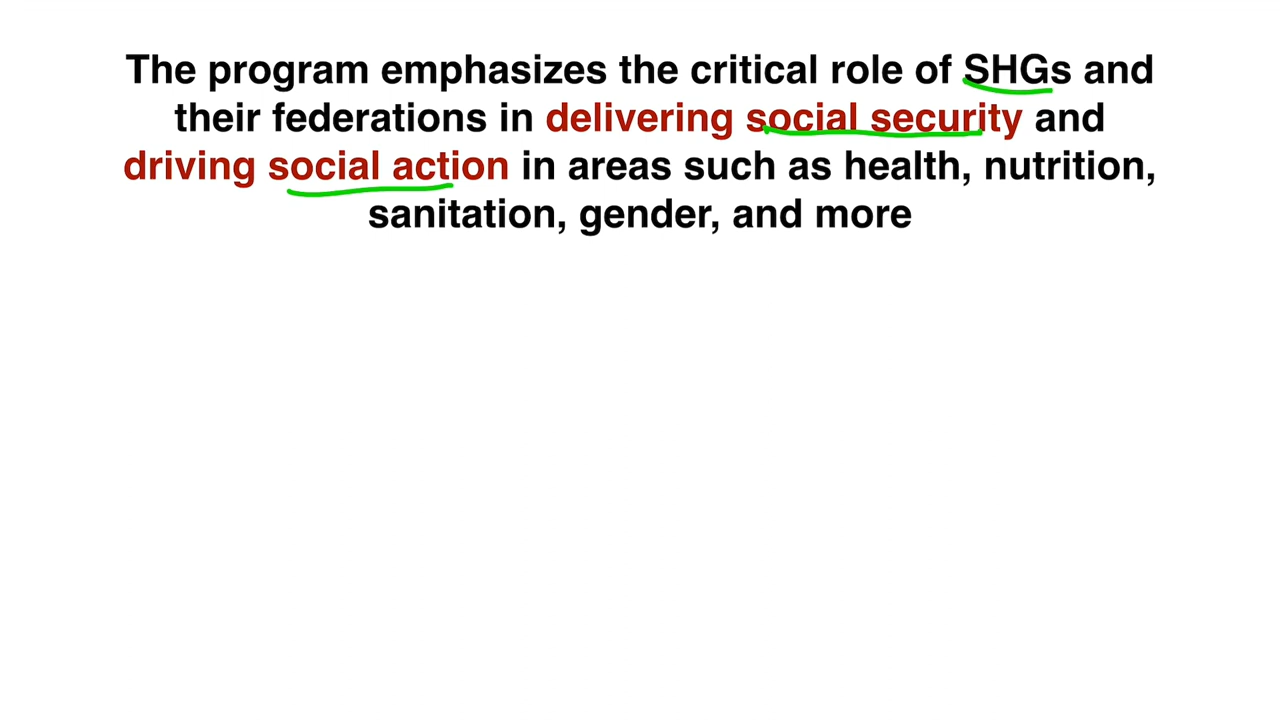 The program emphasizes the critical role of SHGs and
their federations in delivering social security and
driving social action in areas such as health, nutrition,
sanitation, gender, and more